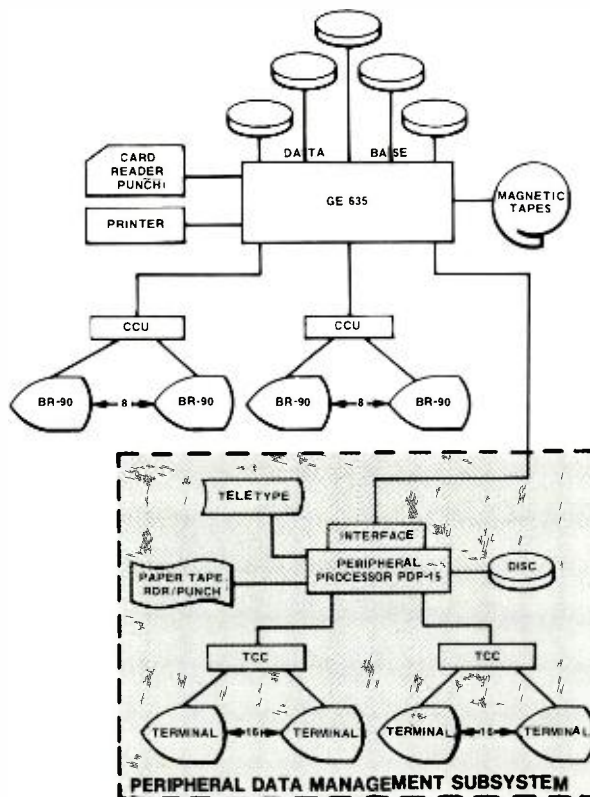 DATA BASE
CARD
READER
PUNCH
GE 635
MAGNETIC
TAPES
PRINTER
CCU
CCU
BR-90
8
BR-90
BR-90
8
BR-90
TELETYPE
INTERFACE
PERIPHERAL
PROCESSOR PDP-15
DISC
PAPER TAPE
RDR/PUNCH
TCC
TCC
TERMINAL
16
TERMINAL
TERMINAL
16
TERMINAL
PERIPHERAL DATA MANAGEMENT SUBSYSTEM